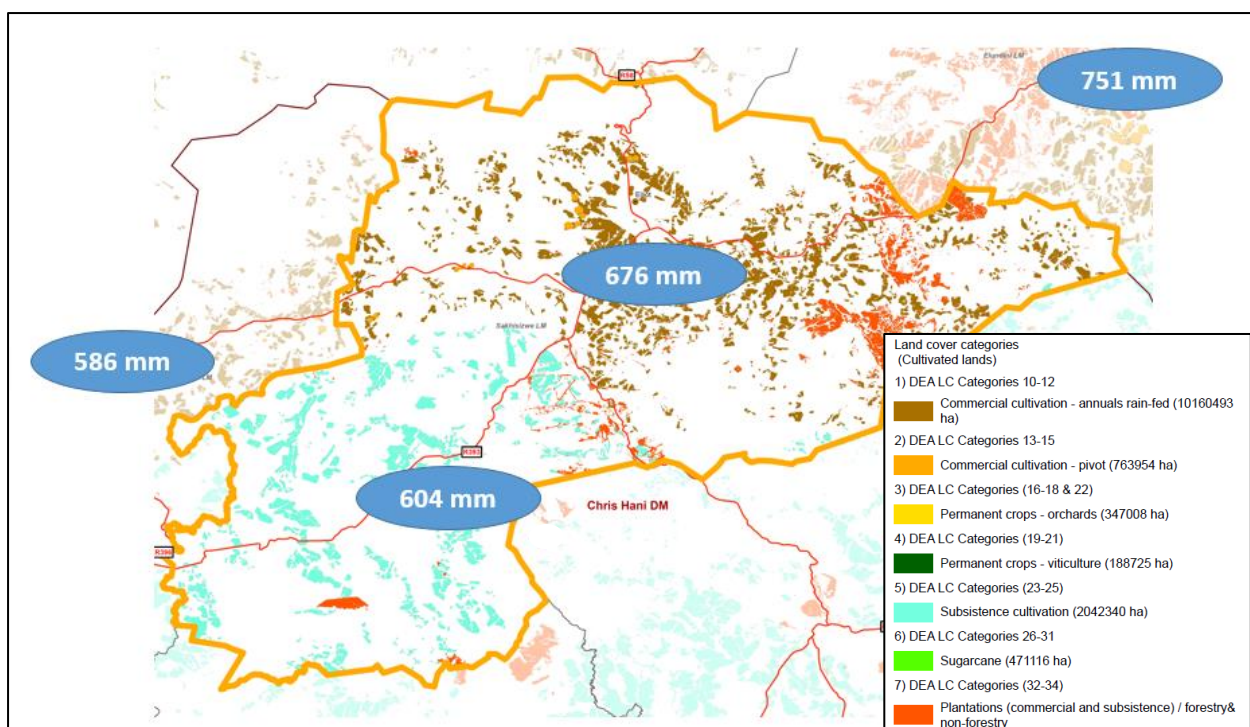 R58
Elundini LM
751 mm
Elliot
676 mm
Sakhisizwe LM
586 mm
LM
R393
604 mm
Chris Hani DM
R396
Land cover categories
(Cultivated lands)
1) DEA LC Categories 10-12
Commercial cultivation - annuals rain-fed (10160493
ha)
2) DEA LC Categories 13-15
Commercial cultivation - pivot (763954 ha)
3) DEA LC Categories (16-18 & 22)
Permanent crops - orchards (347008 ha)
4) DEA LC Categories (19-21)
Permanent crops - viticulture (188725 ha)
5) DEA LC Categories (23-25)
Subsistence cultivation (2042340 ha)
6) DEA LC Categories 26-31
Sugarcane (471116 ha)
7) DEA LC Categories (32-34)
Plantations (commercial and subsistence) / forestry&
non-forestry